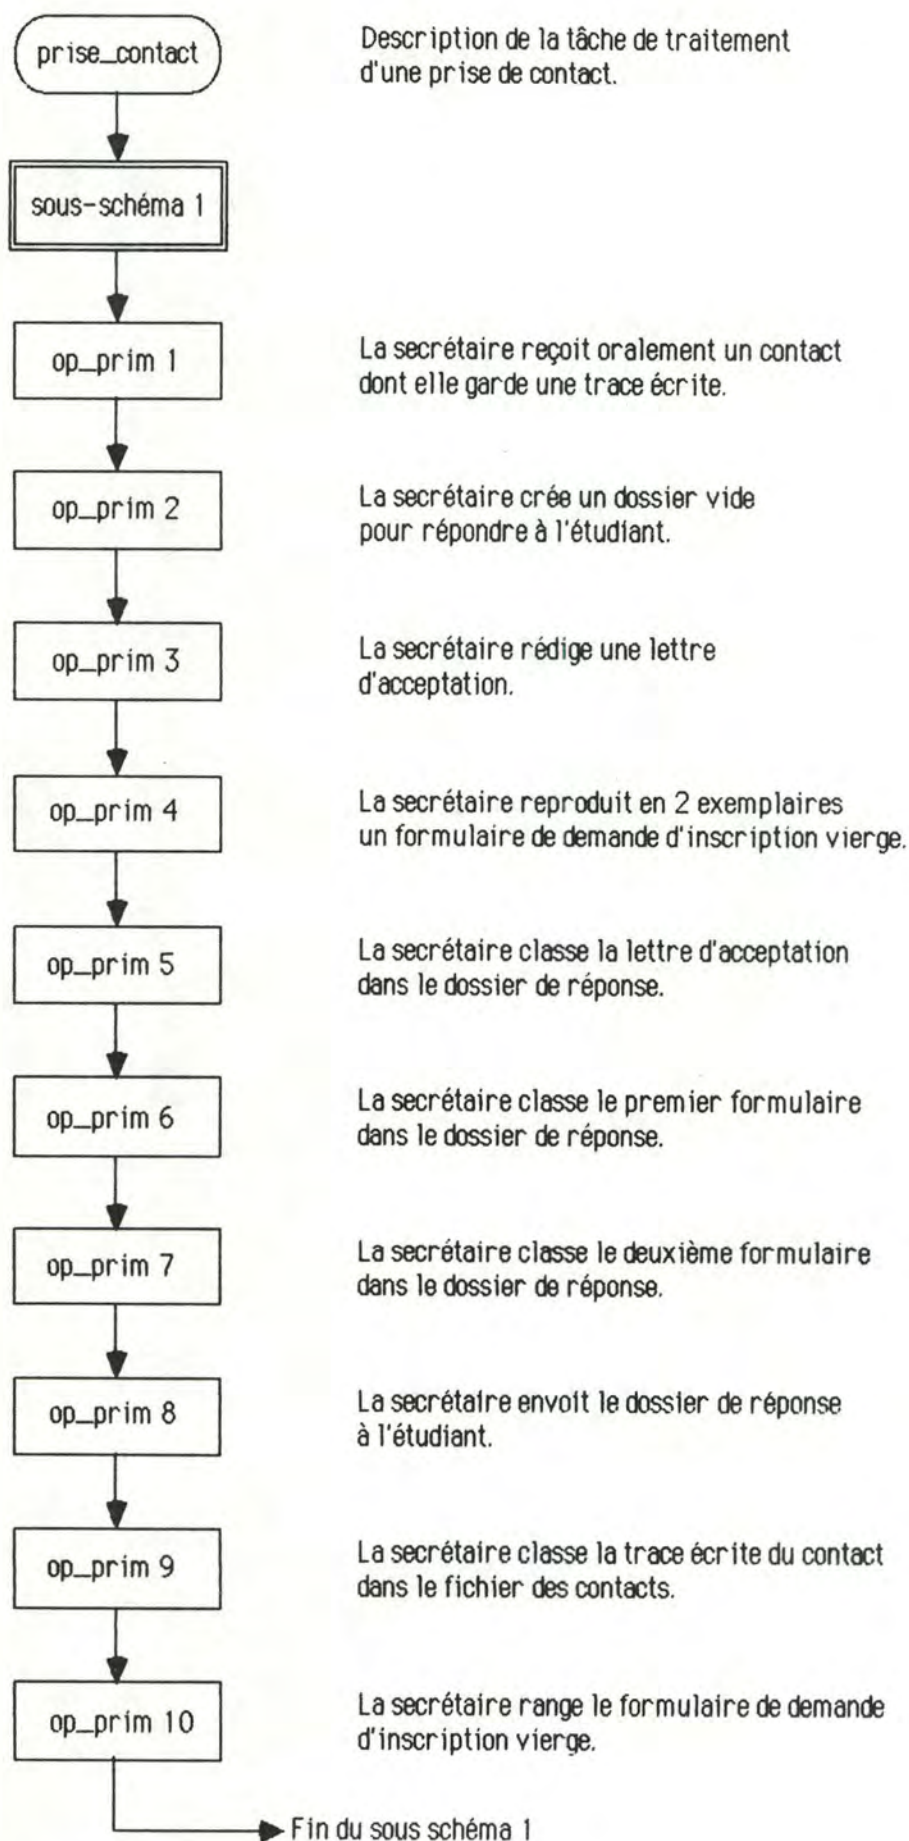 prise_contact
Description de la tâche de traitement
d'une prise de contact.
sous-schéma 1
op_prim 1
La secrétaire reçoit oralement un contact
dont elle garde une trace écrite.
op_prim 2
La secrétaire crée un dossier vide
pour répondre à l'étudiant.
op_prim 3
La secrétaire rédige une lettre
d'acceptation.
op_prim 4
La secrétaire reproduit en 2 exemplaires
un formulaire de demande d'inscription vierge.
op_prim 5
La secrétaire classe la lettre d'acceptation
dans le dossier de réponse.
op_prim 6
La secrétaire classe le premier formulaire
dans le dossier de réponse.
op_prim 7
La secrétaire classe le deuxième formulaire
dans le dossier de réponse.
op_prim 8
La secrétaire envoit le dossier de réponse
à l'étudiant.
op_prim 9
La secrétaire classe la trace écrite du contact
dans le fichier des contacts.
op_prim 10
La secrétaire range le formulaire de demande
d'inscription vierge.
Fin du sous schéma 1